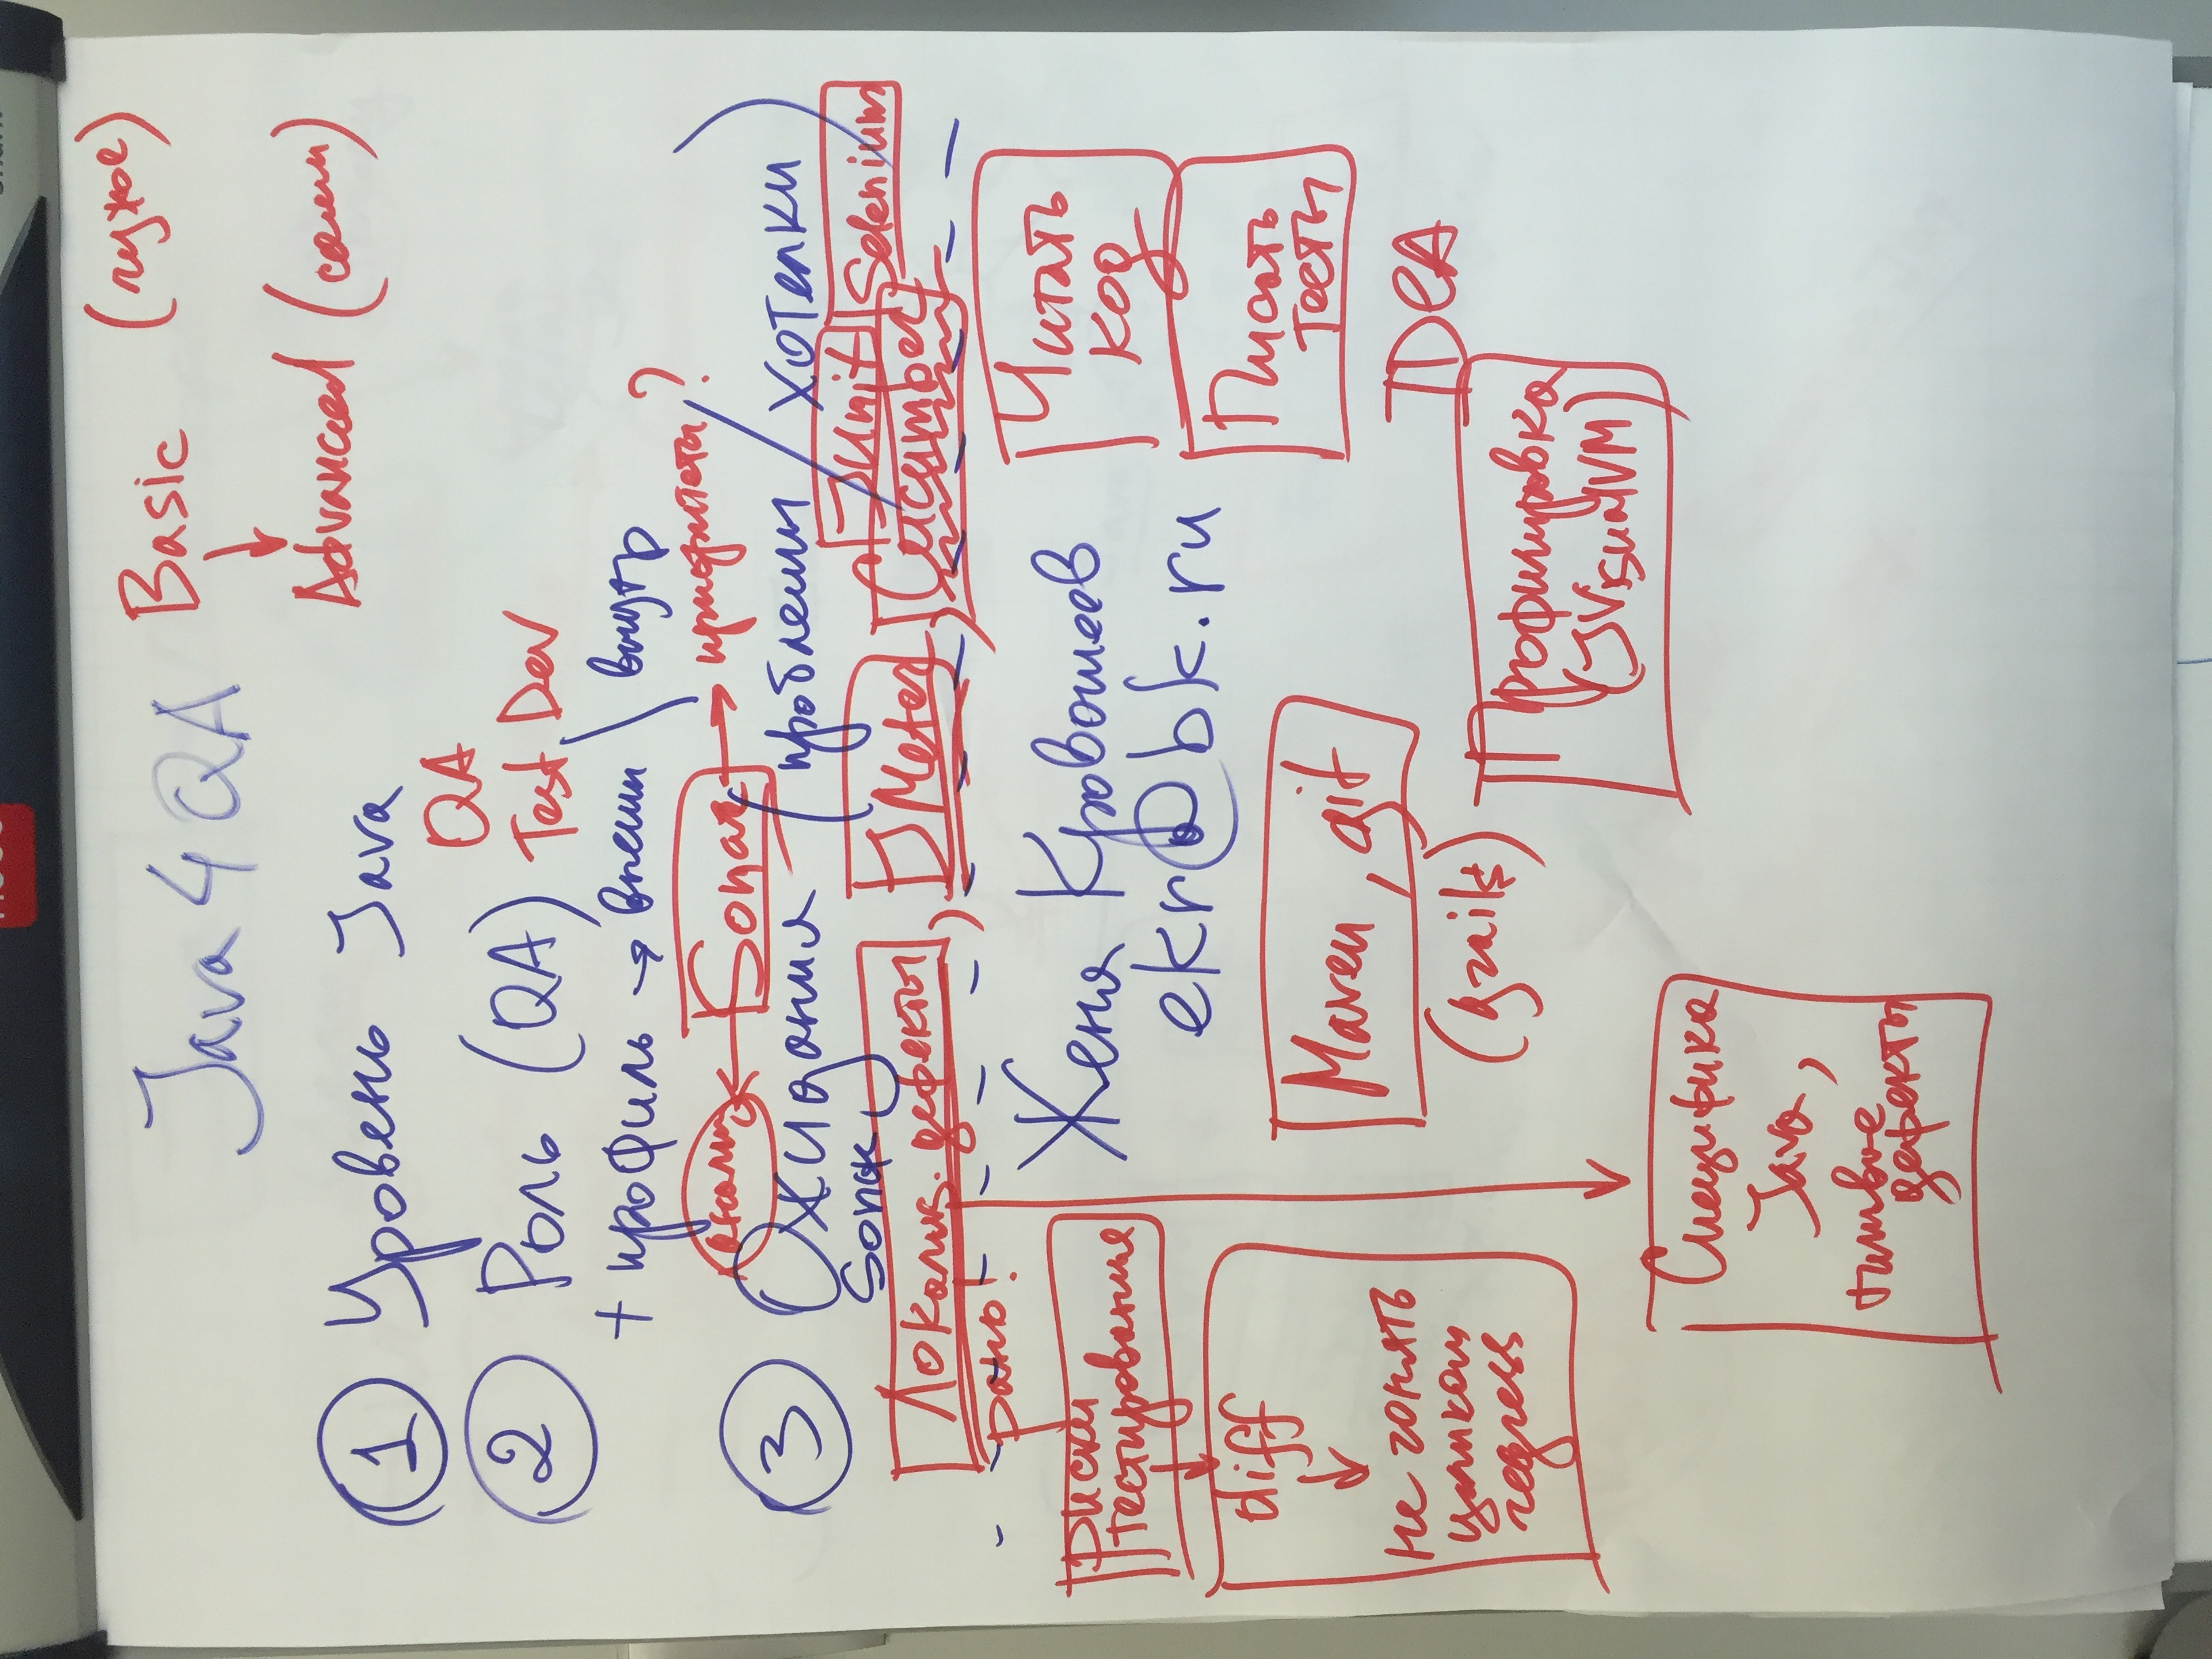 Java 4 QA
Basic (чужое)
Advanced (сами)
1 Уровень Java
2 Роль (QA)
QA
Test Dev
+ профиль → внешн \ внутр
анализ ← Sonar → приоритеты ?
3 Ожидания (проблемы / хотелки)
Sonar
Локализ. дефекты, JMeter, Cucumber
JUnit
Selenium
рано!
риски
тестирования
diff
не гонять
целиком
regress
Женя Кровошеев
ekr@bk.ru
Читать
код
Писать
тесты
Maven, git
(grails)
IDEA
Профилировка
(JVisualVM)
Специфика
Java,
типовые
дефекты